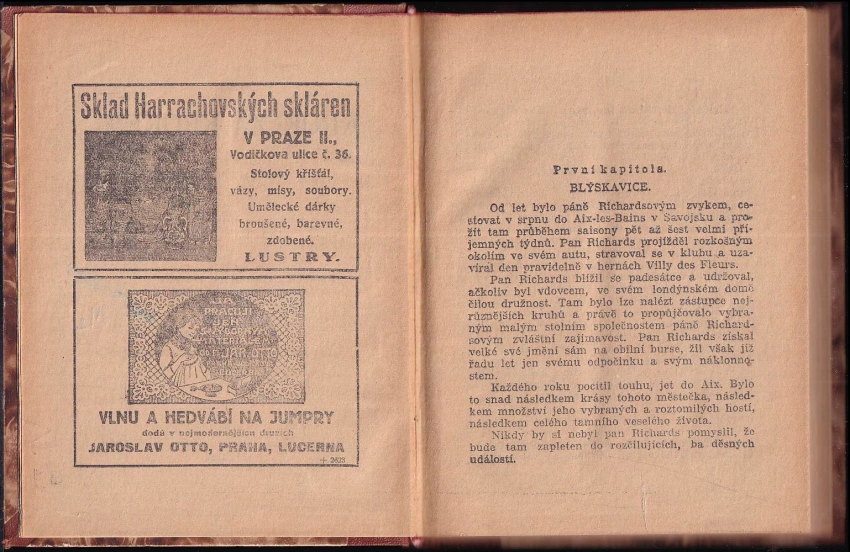 Sklad Harrachovských skláren
V PRAZE II.,
Vodičkova ulice č. 36.
Stolový křišťál,
vázy, mísy, soubory.
Umělecké dárky
broušené, barevné,
zdobené.
LUSTRY.
PRACUJI
JEN
MATERIALEM
VLNU A HEDVÁBÍ NA JUMPRY
dodá v nejmodernějších druzích
JAROSLAV OTTO, PRAHA, LUCERNA
První kapitola.
BLÝSKAVICE.
Od let bylo páně Richardsovým zvykem, ce-
stovat v srpnu do Aix-les-Bains v Savojsku a pro-
žít tam průběhem saisony pět až šest velmi pří-
jemných týdnů. Pan Richards projížděl rozkošným
okolím ve svém autu, stravoval se v klubu a uza-
víral den pravidelně v hernách Villy des Fleurs.
Pan Richards blížil se padesátce a udržoval,
ačkoliv byl vdovcem, ve svém londýnském domě
čilou družnost. Tam bylo lze nalézt zástupce nej-
různějších kruhů a právě to propůjčovalo vybra-
ným malým stolním společnostem páně Richard-
sovým zvláštní zajímavost. Pan Richards získal
velké své jmění sám na obilní burse, žil však již
řadu let jen svému odpočinku a svým náklonno-
stem.
Každého roku pocítil touhu, jet do Aix. Bylo
to snad následkem krásy tohoto městečka, násled-
kem množství jeho vybraných a roztomilých hostí,
následkem celého tamního veselého života.
Nikdy by si nebyl pan Richards pomyslil, že
bude tam zapleten do rozčilujících, ba děsných
událostí.